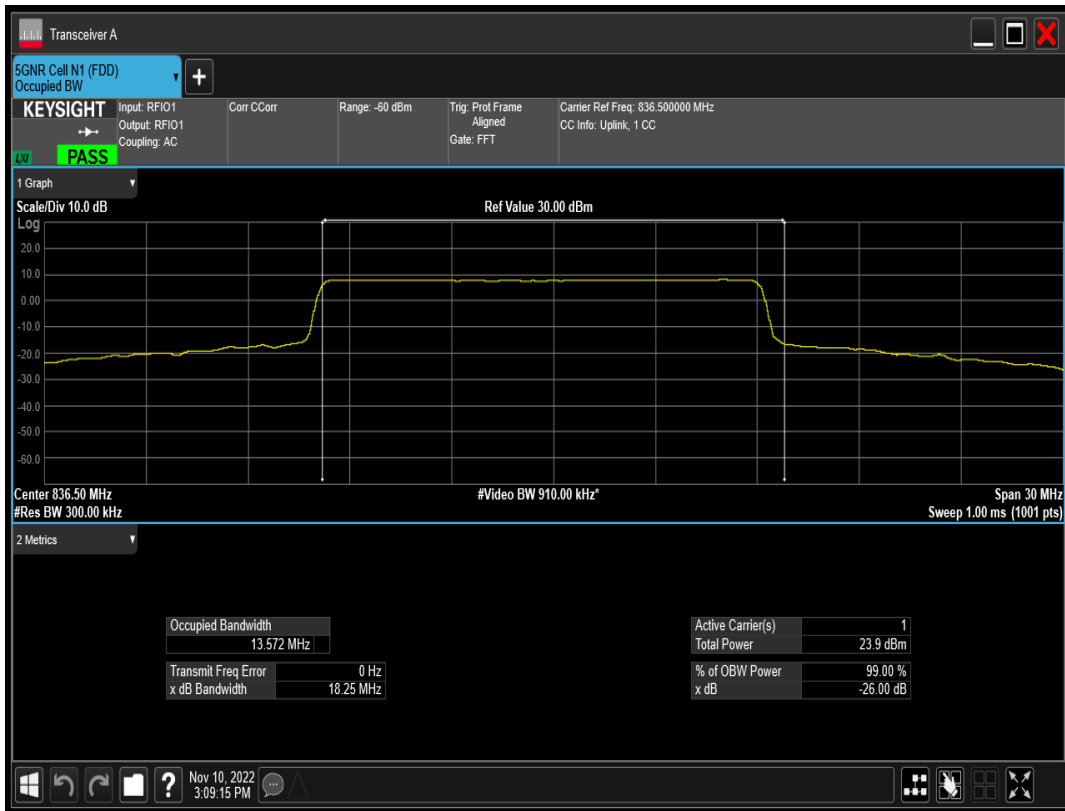 Transceiver A
5GNR Cell N1 (FDD)
Occupied BW
+
KEYSIGHT
LXI
PASS
Input: RFIO1
Output: RFIO1
Coupling: AC
Corr CCorr
Range: -60 dBm
Trig: Prot Frame
Aligned
Gate: FFT
Carrier Ref Freq: 836.500000 MHz
CC Info: Uplink, 1 CC
1 Graph
Scale/Div 10.0 dB
Ref Value 30.00 dBm
Log
20.0
10.0
0.00
-10.0
-20.0
-30.0
-40.0
-50.0
-60.0
Center 836.50 MHz
#Video BW 910.00 kHz*
Span 30 MHz
#Res BW 300.00 kHz
Sweep 1.00 ms (1001 pts)
2 Metrics
Occupied Bandwidth
13.572 MHz
Transmit Freq Error 0 Hz
x dB Bandwidth 18.25 MHz
Active Carrier(s) 1
Total Power 23.9 dBm
% of OBW Power 99.00 %
x dB -26.00 dB
?
Nov 10, 2022
3:09:15 PM